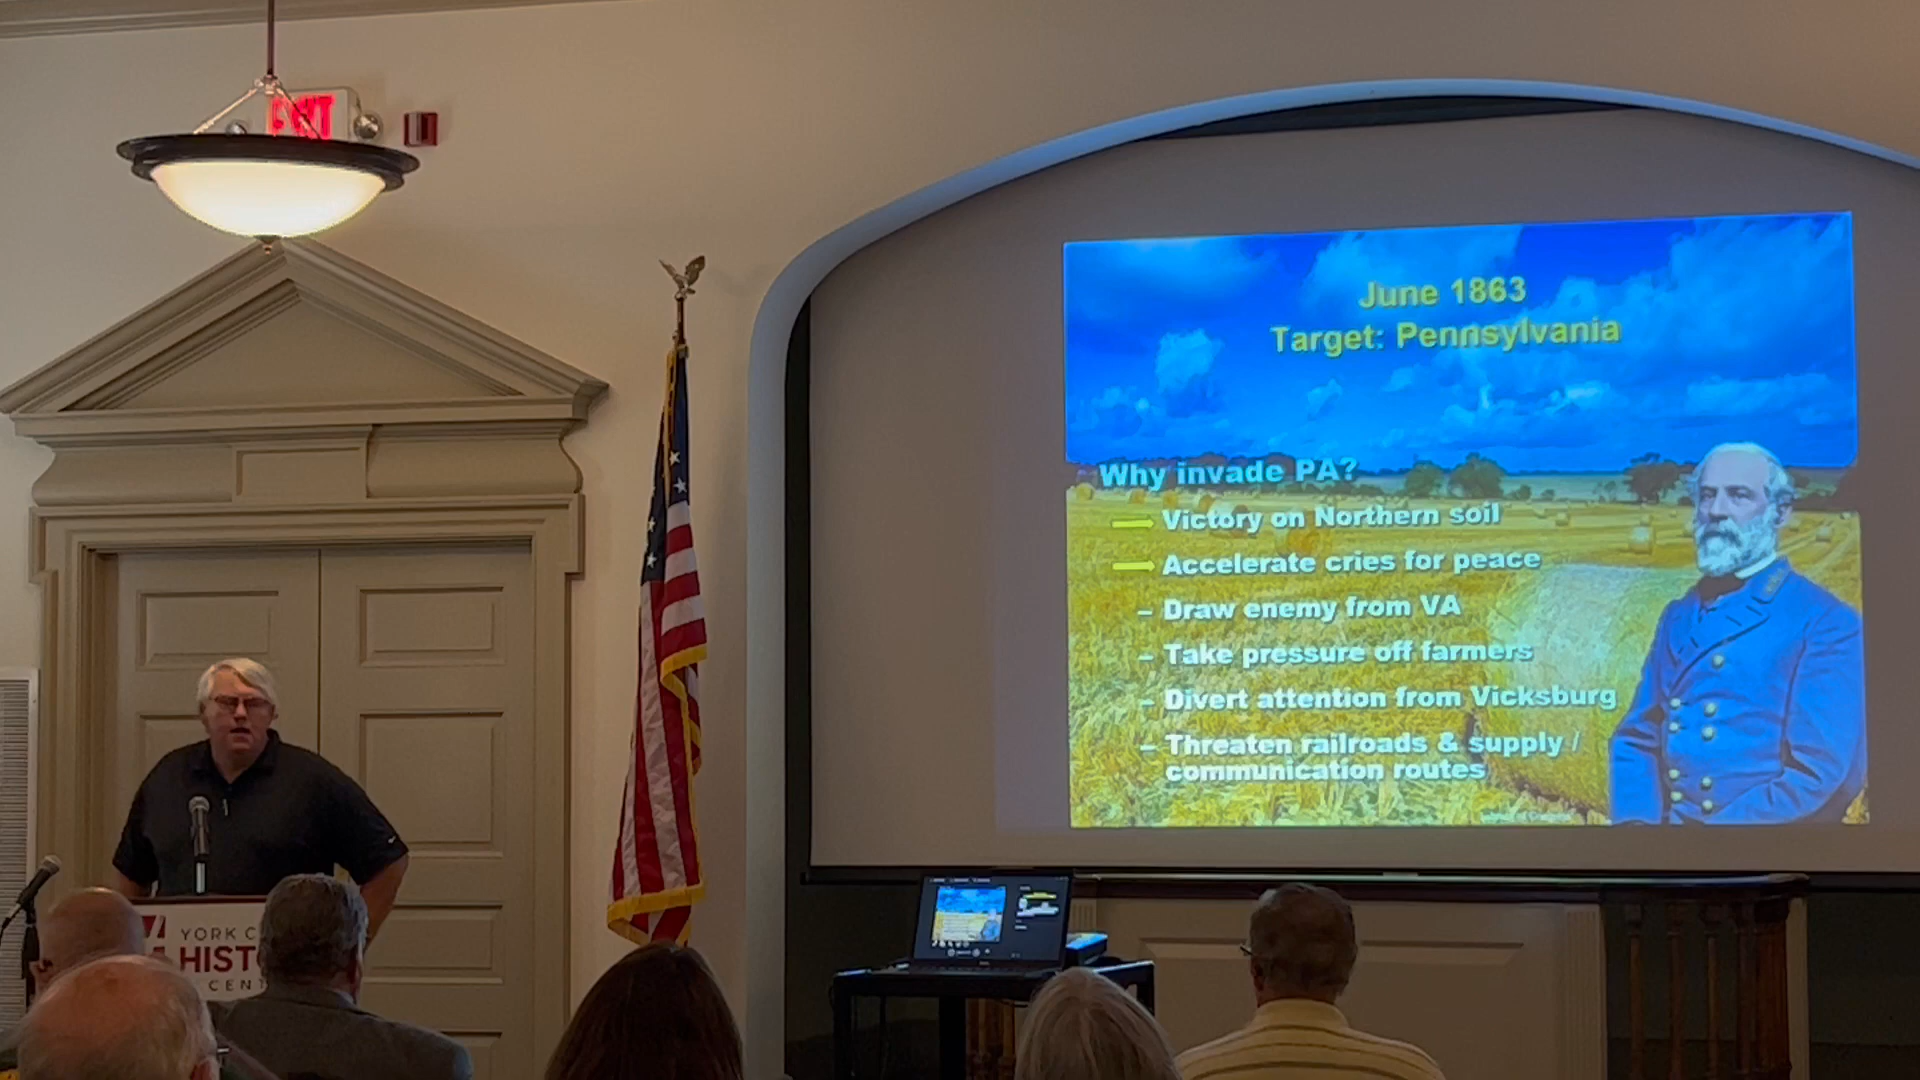 EXIT
June 1863
Target: Pennsylvania
Why invade PA?
Victory on Northern soil
Accelerate cries for peace
– Draw enemy from VA
– Take pressure off farmers
– Divert attention from Vicksburg
– Threaten railroads & supply /
communication routes
YORK C
HIST
CEN